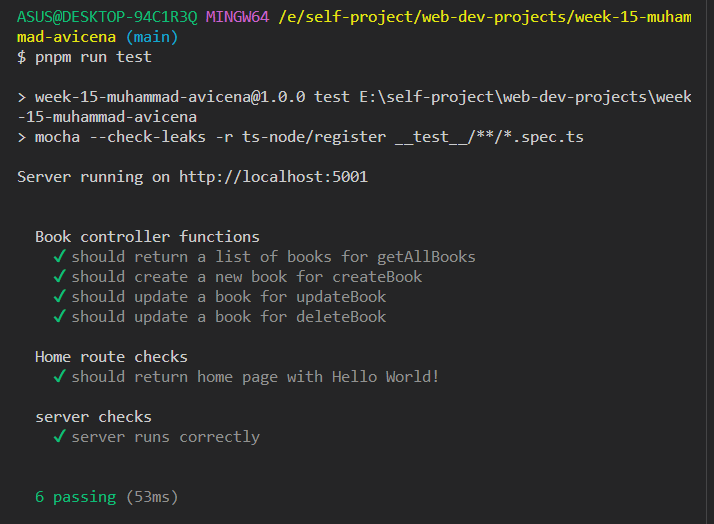 ASUS@DESKTOP-94C1R3Q MINGW64 /e/self-project/web-dev-projects/week-15-muham
mad-avicena (main)
$ pnpm run test
> week-15-muhammad-avicena@1.0.0 test E:\self-project\web-dev-projects\week
-15-muhammad-avicena
> mocha --check-leaks -r ts-node/register __test__/**/*.spec.ts
Server running on http://localhost:5001
Book controller functions
✓ should return a list of books for getAllBooks
✓ should create a new book for createBook
✓ should update a book for updateBook
✓ should update a book for deleteBook
Home route checks
✓ should return home page with Hello World!
server checks
✓ server runs correctly
6 passing (53ms)